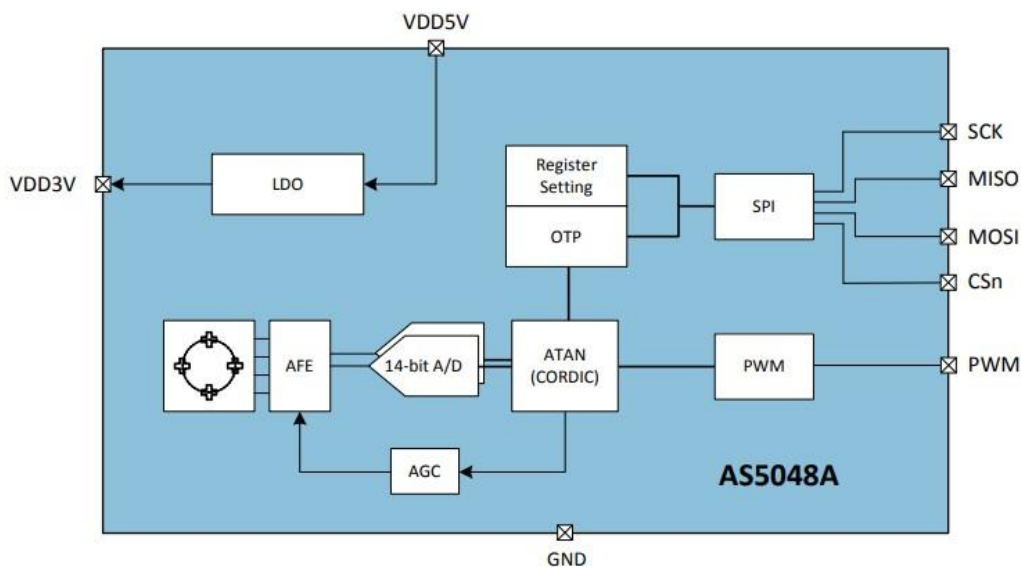 VDD5V
SCK
Register
Setting
VDD3V
LDO
MISO
SPI
OTP
MOSI
CSn
AFE
14-bit A/D
ATAN
(CORDIC)
PWM
PWM
AGC
AS5048A
GND